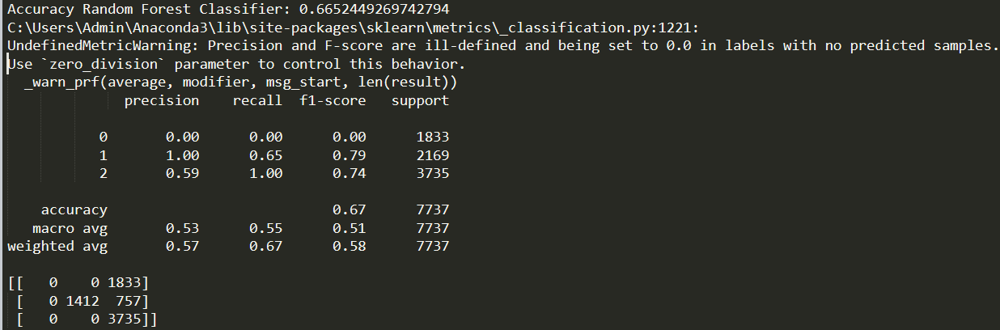 Accuracy Random Forest Classifier: 0.6652449269742794
C:\Users\Admin\Anaconda3\lib\site-packages\sklearn\metrics\_classification.py:1221:
UndefinedMetricWarning: Precision and F-score are ill-defined and being set to 0.0 in labels with no predicted samples.
Use `zero_division` parameter to control this behavior.
  _warn_prf(average, modifier, msg_start, len(result))
              precision    recall  f1-score   support

           0       0.00      0.00      0.00      1833
           1       1.00      0.65      0.79      2169
           2       0.59      1.00      0.74      3735

    accuracy                           0.67      7737
   macro avg       0.53      0.55      0.51      7737
weighted avg       0.57      0.67      0.58      7737

[[   0    0 1833]
 [   0 1412  757]
 [   0    0 3735]]